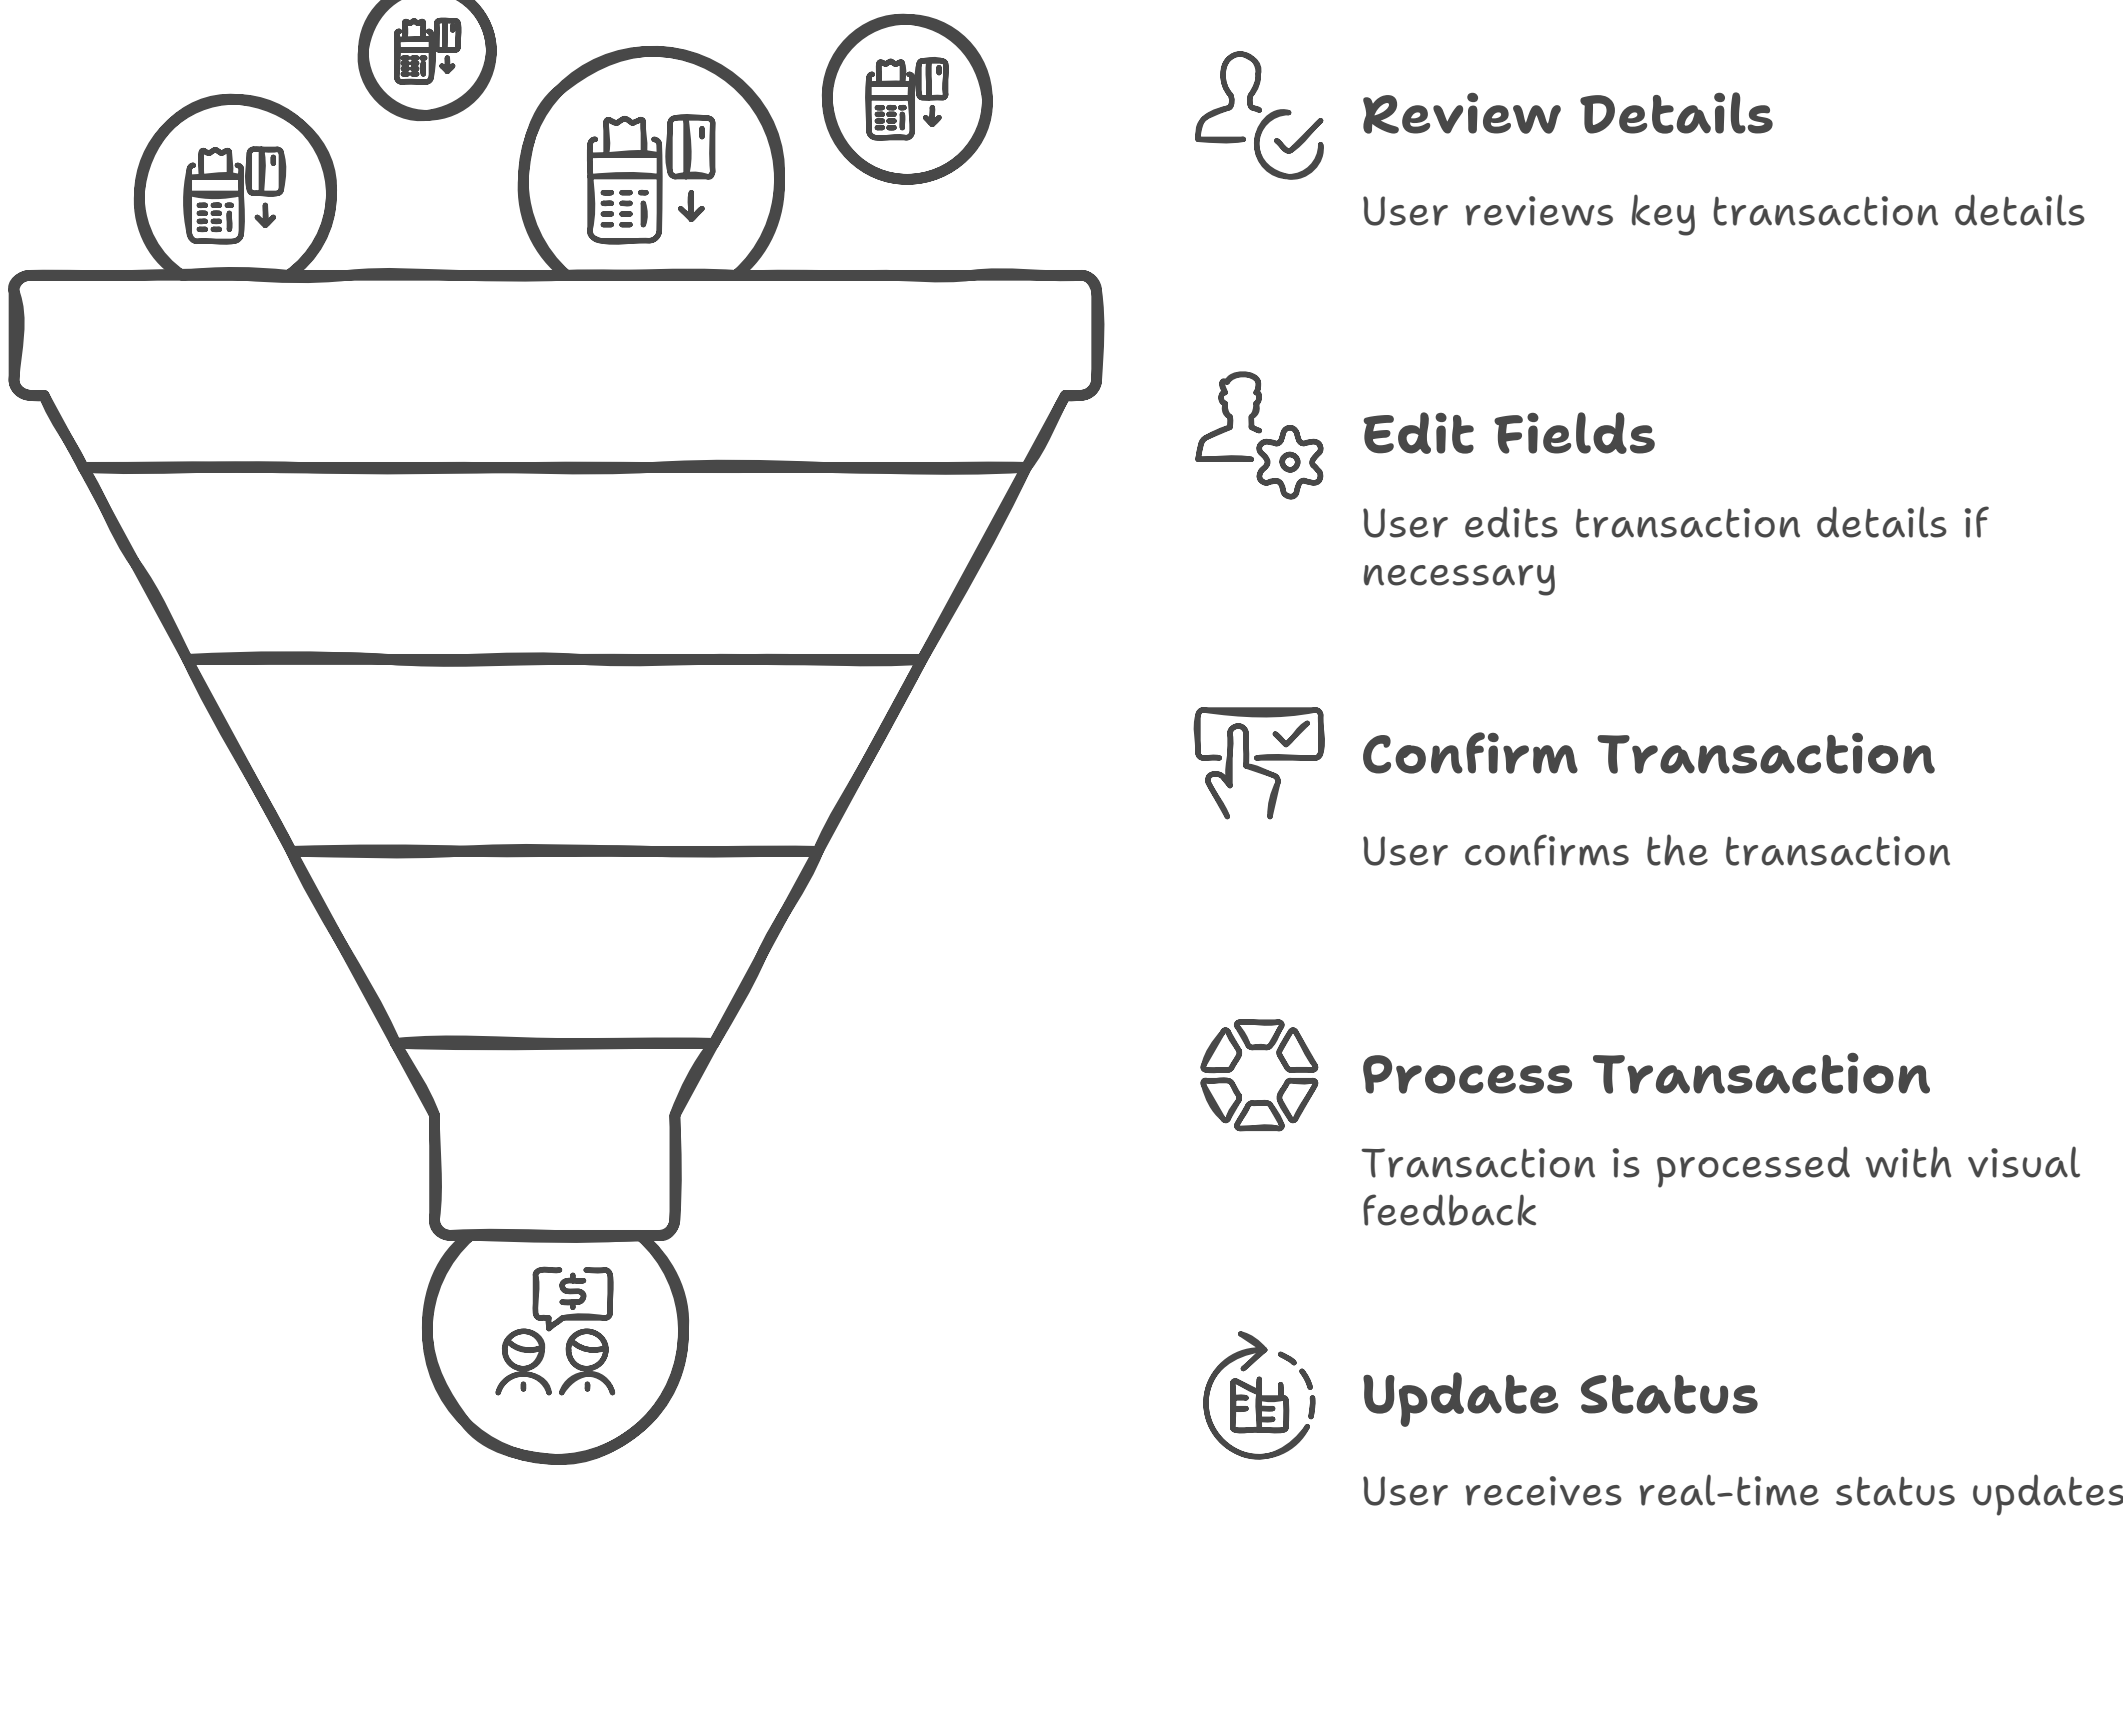 Review Details
User reviews key transaction details
Edit Fields
User edits transaction details if
necessary
Confirm Transaction
User confirms the transaction
Process Transaction
Transaction is processed with visual
feedback
$
Update Status
User receives real-time status updates